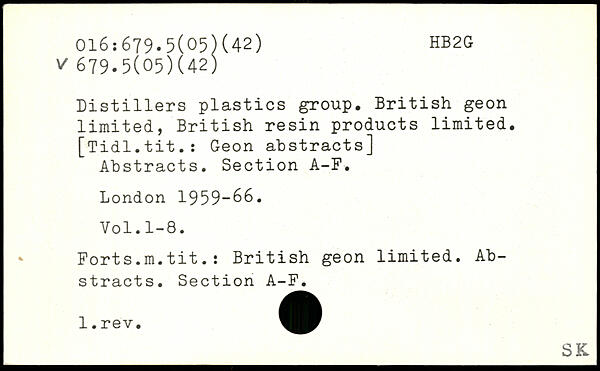 016:679.5(05)(42) HB2G
v 679.5(05)(42)
Distillers plastics group. British geon
limited, British resin products limited.
[Tidl.tit.: Geon abstracts]
Abstracts. Section A-F.
London 1959-66.
Vol.1-8.
Forts.m.tit.: British geon limited. Ab-
stracts. Section A-F.
1.rev.
SK